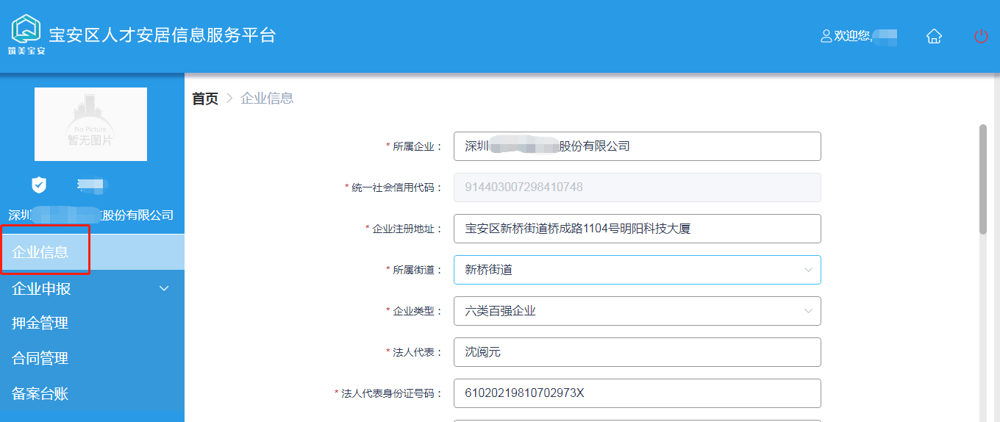 筑美宝安
宝安区人才安居信息服务平台
欢迎您,
No Picture
暂无图片
深圳 股份有限公司
企业信息
企业申报
押金管理
合同管理
备案台账
首页 > 企业信息
* 所属企业： 深圳 股份有限公司
* 统一社会信用代码： 914403007298410748
* 企业注册地址： 宝安区新桥街道桥成路1104号明阳科技大厦
* 所属街道： 新桥街道
* 企业类型： 六类百强企业
* 法人代表： 沈阅元
* 法人代表身份证号码： 61020219810702973X